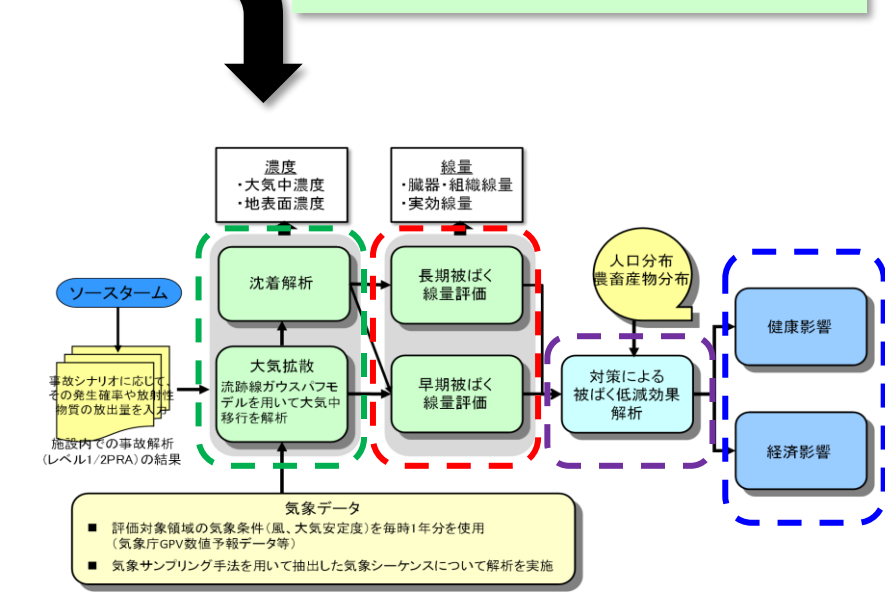 濃度
・大気中濃度
・地表面濃度
線量
・臓器・組織線量
・実効線量
人口分布
農畜産物分布
ソースターム
沈着解析
長期被ばく
線量評価
健康影響
事故シナリオに応じて、
その発生確率や放射性
物質の放出量を入力
大気拡散
流跡線ガウスパフモ
デルを用いて大気中
移行を解析
早期被ばく
線量評価
対策による
被ばく低減効果
解析
経済影響
施設内での事故解析
(レベル1/2PRA)の結果
気象データ
■ 評価対象領域の気象条件(風、大気安定度)を毎時1年分を使用
(気象庁GPV数値予報データ等)
■ 気象サンプリング手法を用いて抽出した気象シーケンスについて解析を実施